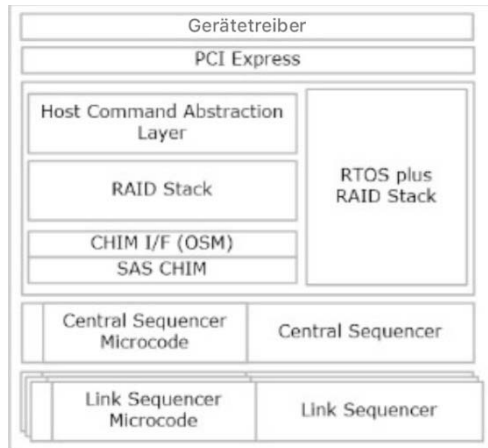 Gerätetreiber
PCI Express
Host Command Abstraction
Layer
RAID Stack
CHIM I/F (OSM)
SAS CHIM
RTOS plus
RAID Stack
Central Sequencer
Microcode
Central Sequencer
Link Sequencer
Microcode
Link Sequencer